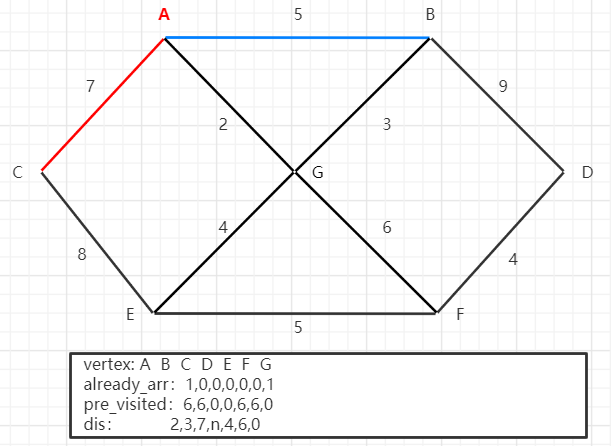 A 5 B
7 9
2 3
C G D
4 6
8 4
E F
5
vertex: A B C D E F G
already_arr: 1,0,0,0,0,0,1
pre_visited: 6,6,0,0,6,6,0
dis: 2,3,7,n,4,6,0